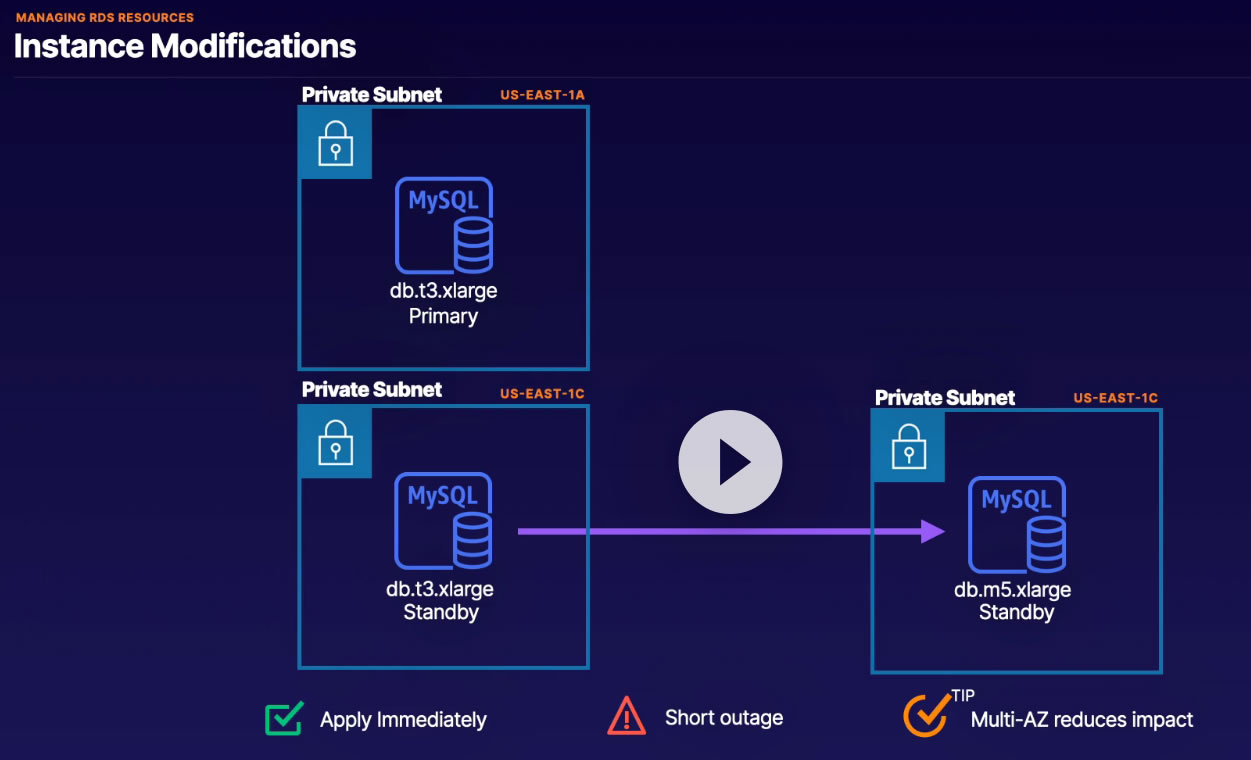 MANAGING RDS RESOURCES
Instance Modifications
Private Subnet US-EAST-1A
MySQL
db.t3.xlarge
Primary
Private Subnet US-EAST-1C
MySQL
db.t3.xlarge
Standby
Private Subnet US-EAST-1C
MySQL
db.m5.xlarge
Standby
Apply Immediately
Short outage
TIP
Multi-AZ reduces impact